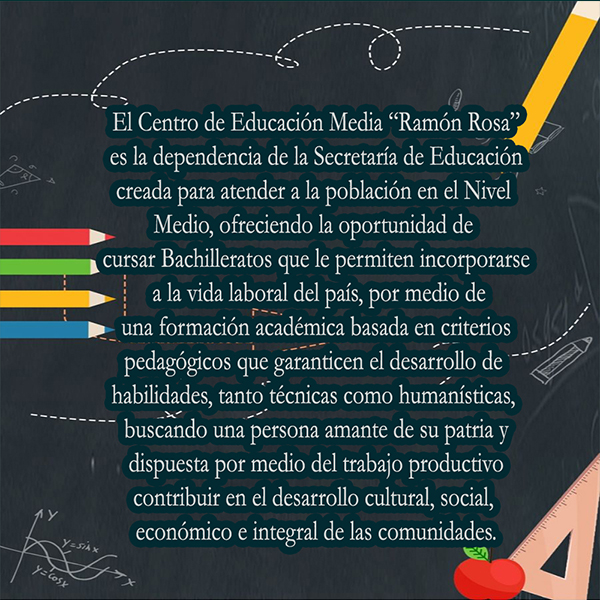 El Centro de Educación Media “Ramón Rosa”
es la dependencia de la Secretaría de Educación
creada para atender a la población en el Nivel
Medio, ofreciendo la oportunidad de
cursar Bachilleratos que le permiten incorporarse
a la vida laboral del país, por medio de
una formación académica basada en criterios
pedagógicos que garanticen el desarrollo de
habilidades, tanto técnicas como humanísticas,
buscando una persona amante de su patria y
dispuesta por medio del trabajo productivo
contribuir en el desarrollo cultural, social,
económico e integral de las comunidades.
Y
y=sinx
y=cosx
X